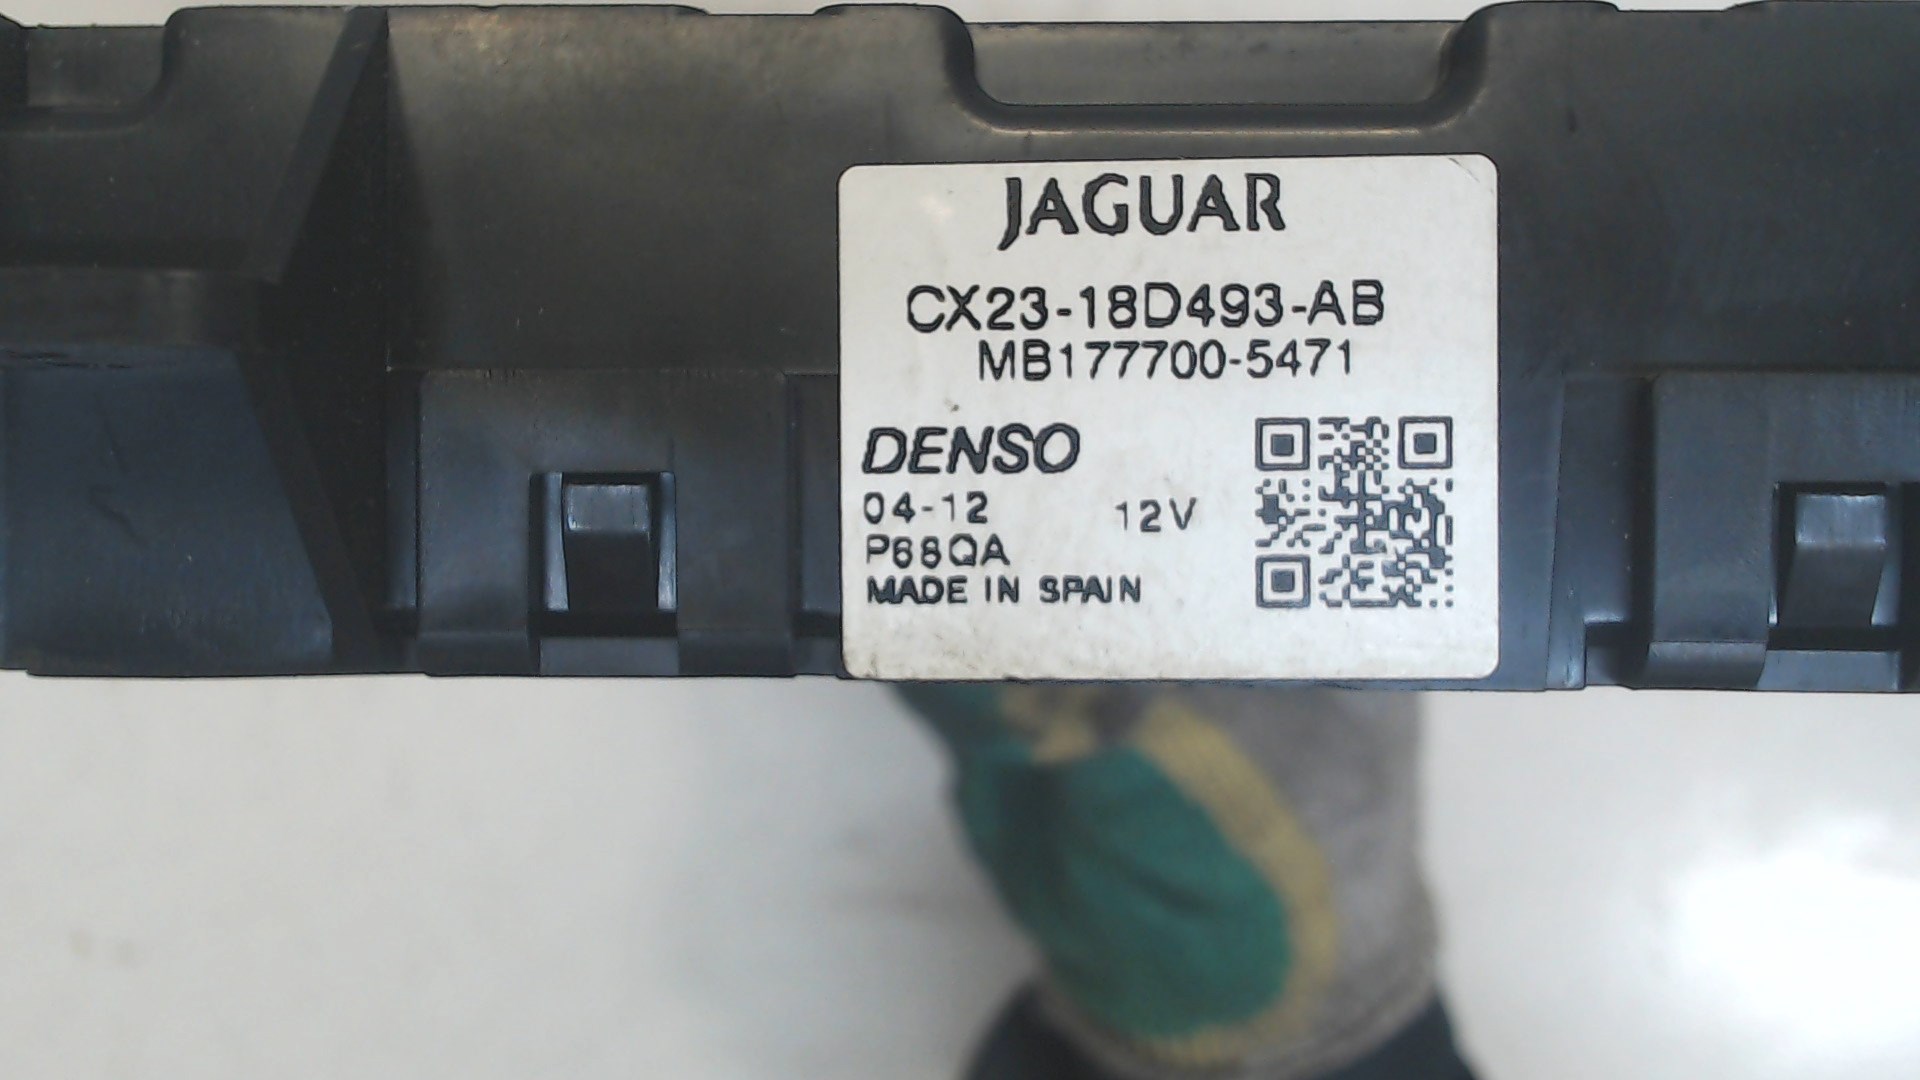 JAGUAR
CX23-18D493-AB
MB177700-5471
DENSO
04-12 12V
P68QA
MADE IN SPAIN